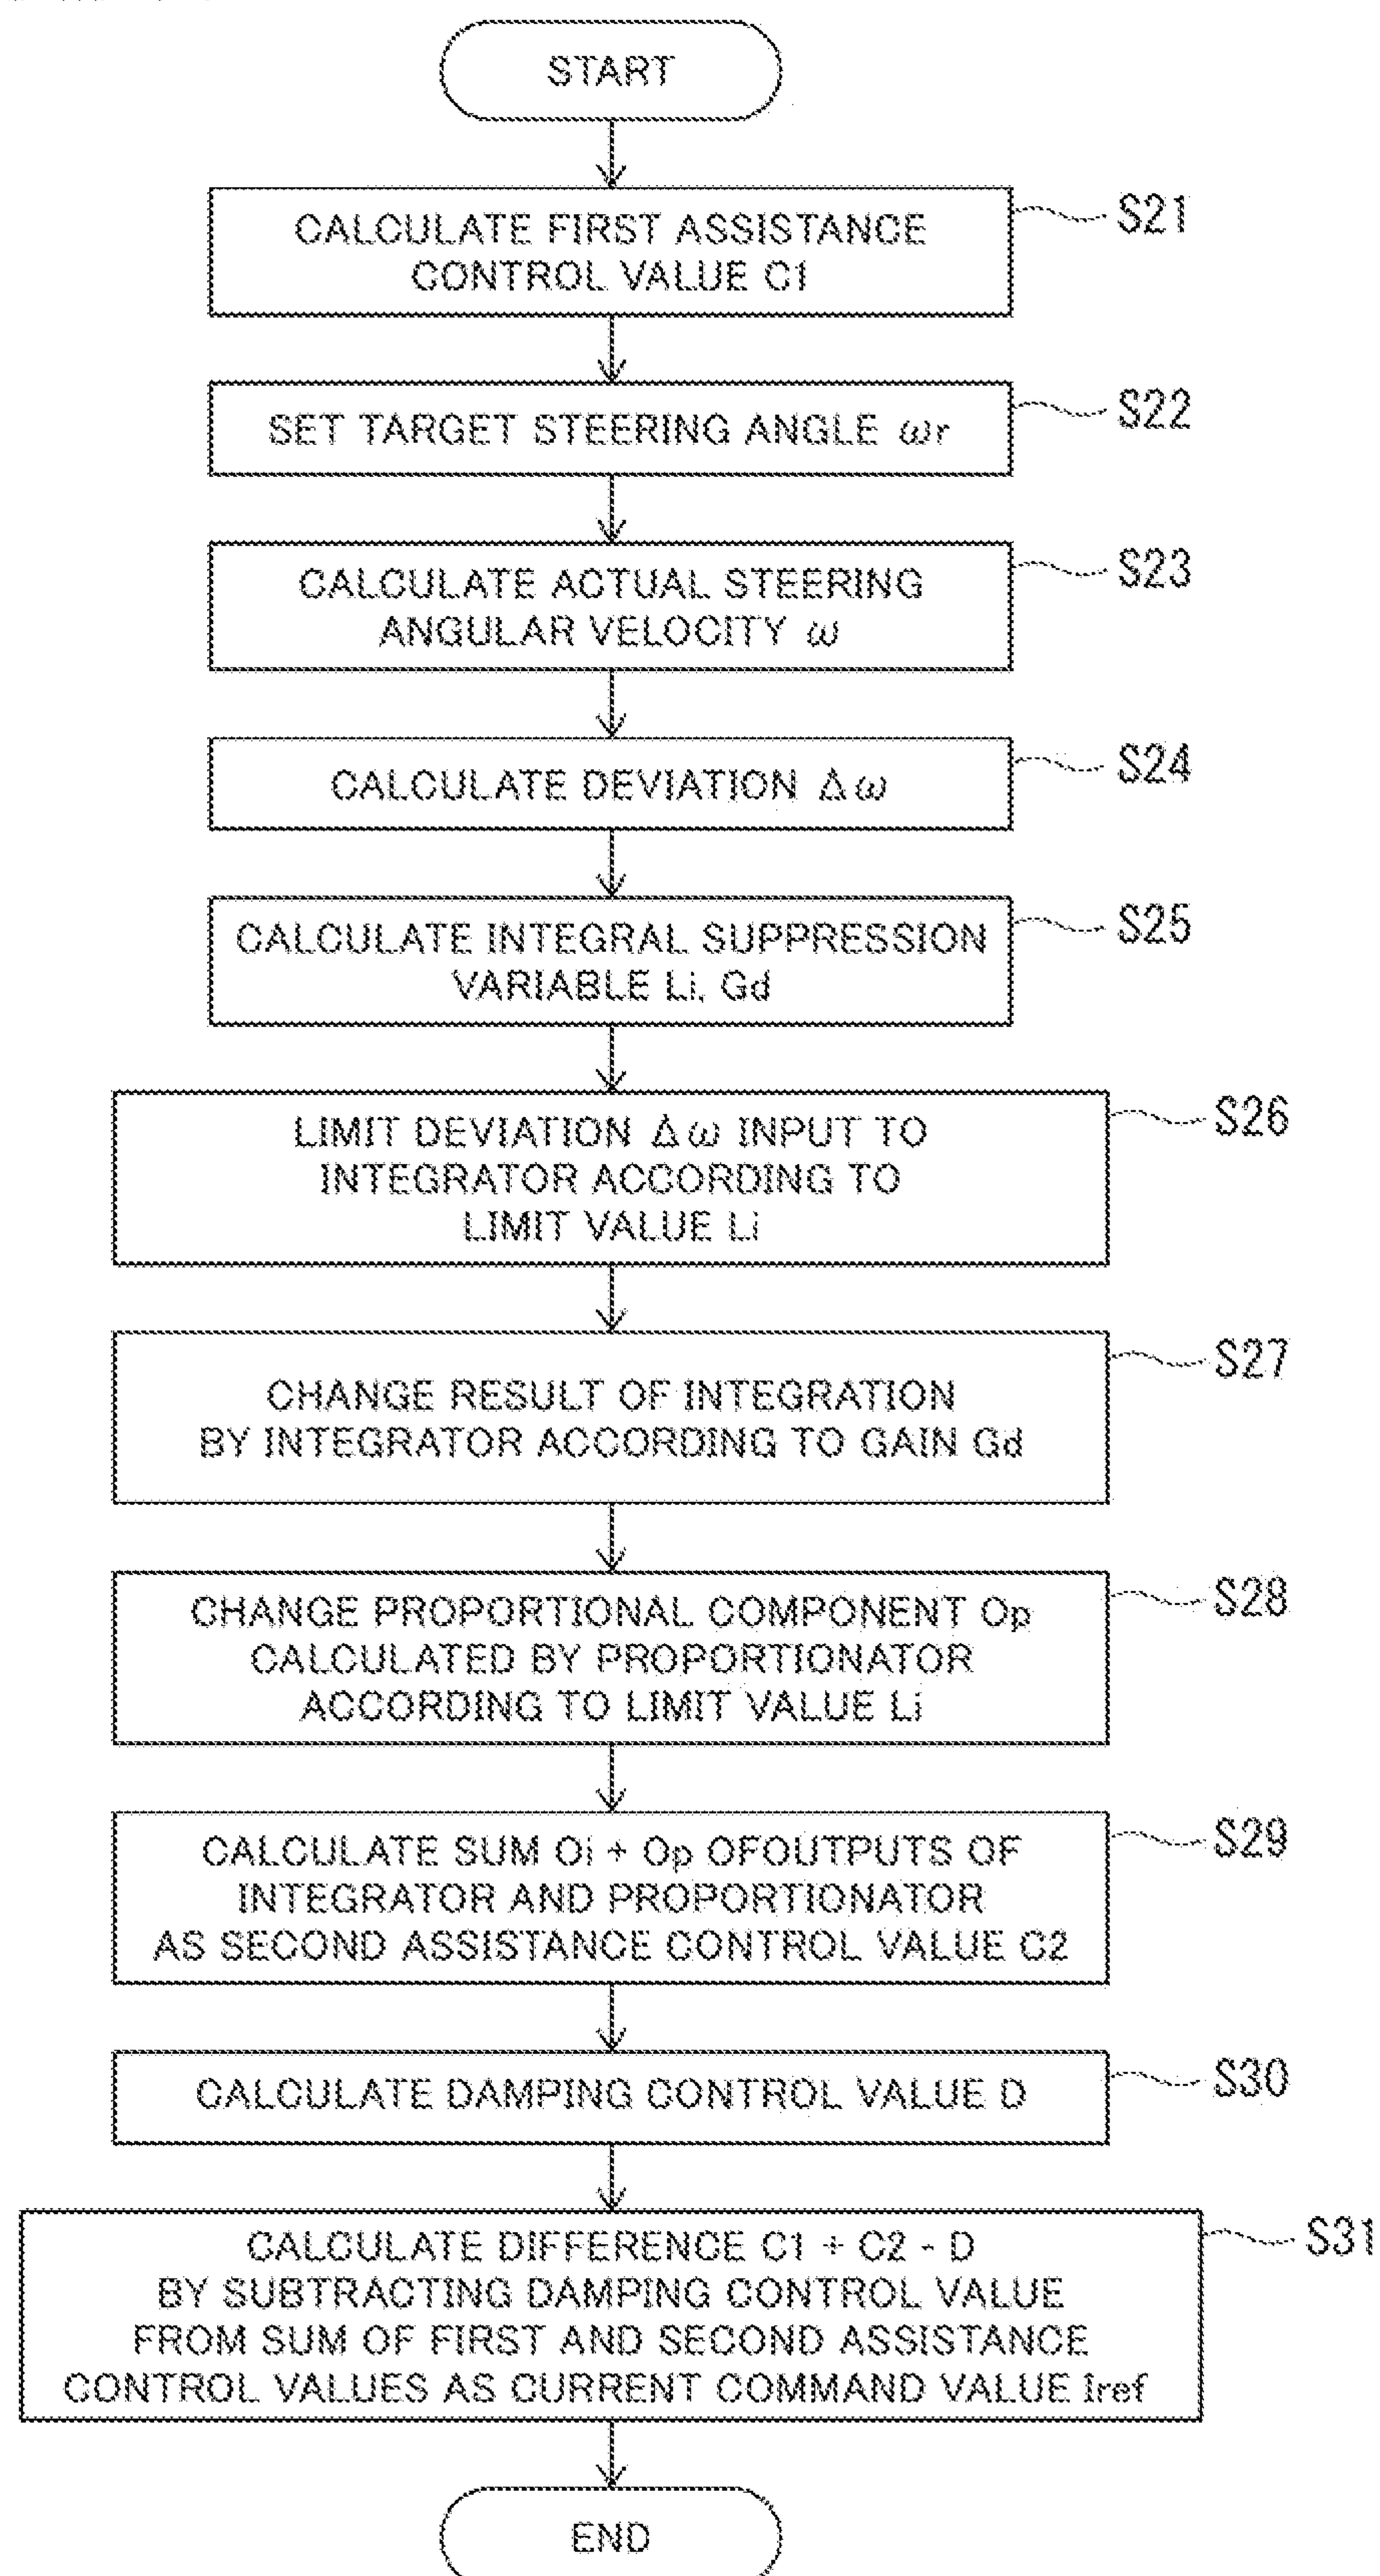 START
CALCULATE FIRST ASSISTANCE
CONTROL VALUE C1
S21
SET TARGET STEERING ANGLE ωr
S22
CALCULATE ACTUAL STEERING
ANGULAR VELOCITY ω
S23
CALCULATE DEVIATION Δω
S24
CALCULATE INTEGRAL SUPPRESSION
VARIABLE Li, Gd
S25
LIMIT DEVIATION Δω INPUT TO
INTEGRATOR ACCORDING TO
LIMIT VALUE Li
S26
CHANGE RESULT OF INTEGRATION
BY INTEGRATOR ACCORDING TO GAIN Gd
S27
CHANGE PROPORTIONAL COMPONENT Op
CALCULATED BY PROPORTIONATOR
ACCORDING TO LIMIT VALUE Li
S28
CALCULATE SUM Oi + Op OFOUTPUTS OF
INTEGRATOR AND PROPORTIONATOR
AS SECOND ASSISTANCE CONTROL VALUE C2
S29
CALCULATE DAMPING CONTROL VALUE D
S30
CALCULATE DIFFERENCE C1 + C2 - D
BY SUBTRACTING DAMPING CONTROL VALUE
FROM SUM OF FIRST AND SECOND ASSISTANCE
CONTROL VALUES AS CURRENT COMMAND VALUE Iref
S31
END